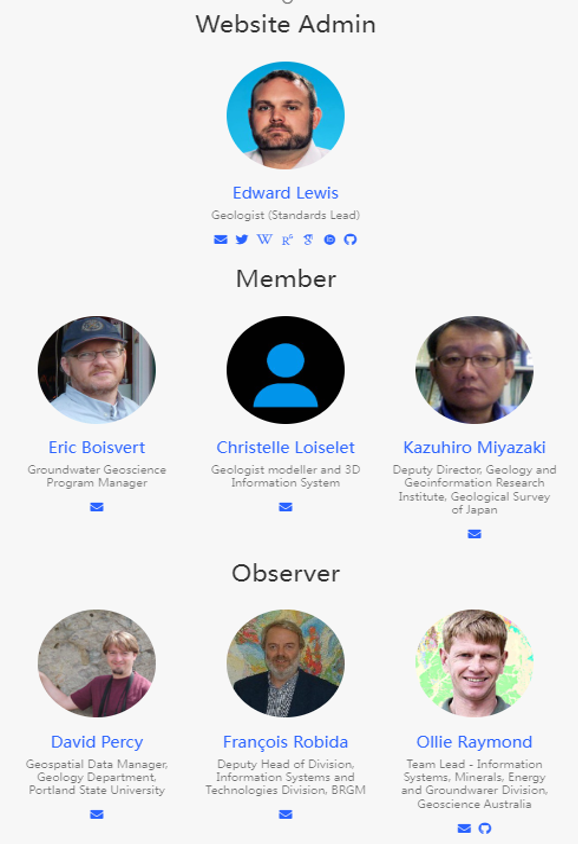 Website Admin
Edward Lewis
Geologist (Standards Lead)
Member
Eric Boisvert
Groundwater Geoscience
Program Manager
Christelle Loiselet
Geologist modeller and 3D
Information System
Kazuhiro Miyazaki
Deputy Director, Geology and
Geoinformation Research
Institute, Geological Survey
of Japan
Observer
David Percy
Geospatial Data Manager,
Geology Department,
Portland State University
François Robida
Deputy Head of Division,
Information Systems and
Technologies Division, BRGM
Ollie Raymond
Team Lead - Information
Systems, Minerals, Energy
and Groundwarer Division,
Geoscience Australia